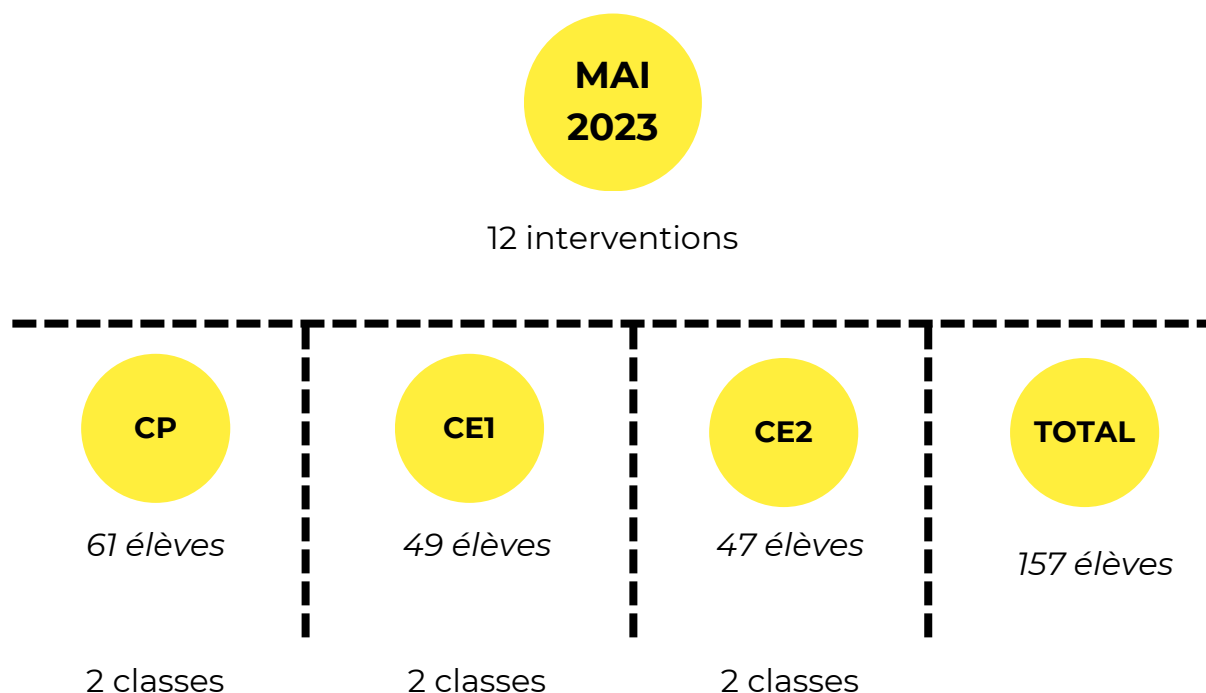 MAI
2023
12 interventions
CP
61 élèves
2 classes
CE1
49 élèves
2 classes
CE2
47 élèves
2 classes
TOTAL
157 élèves